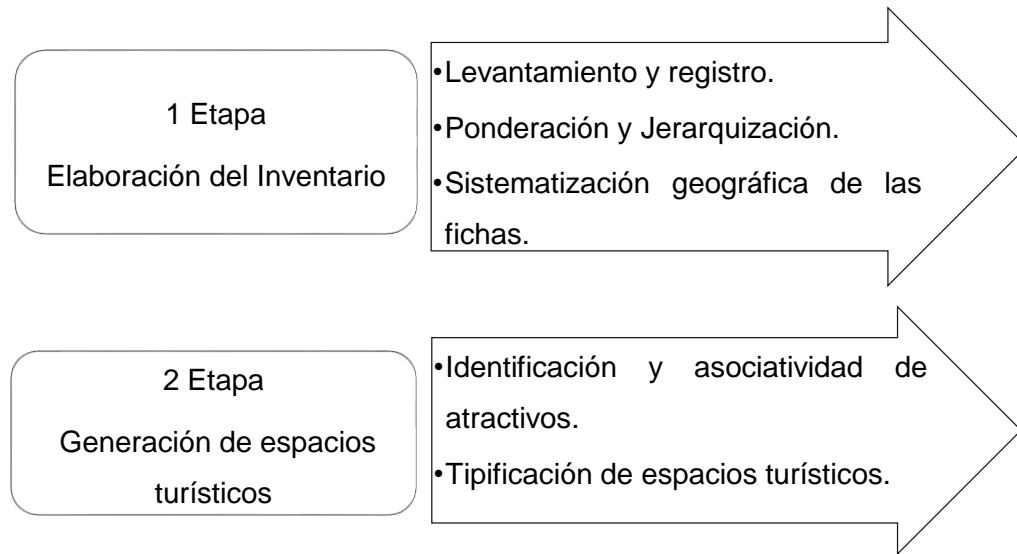 1 Etapa
Elaboración del Inventario
•Levantamiento y registro.
•Ponderación y Jerarquización.
•Sistematización geográfica de las
fichas.
2 Etapa
Generación de espacios
turísticos
•Identificación y asociatividad de
atractivos.
•Tipificación de espacios turísticos.